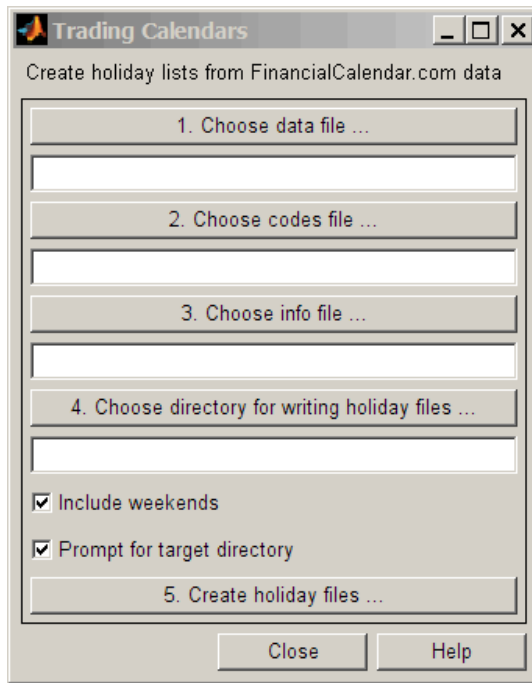 Trading Calendars
Create holiday lists from FinancialCalendar.com data
1. Choose data file ...
2. Choose codes file ...
3. Choose info file ...
4. Choose directory for writing holiday files ...
Include weekends
Prompt for target directory
5. Create holiday files ...
Close Help